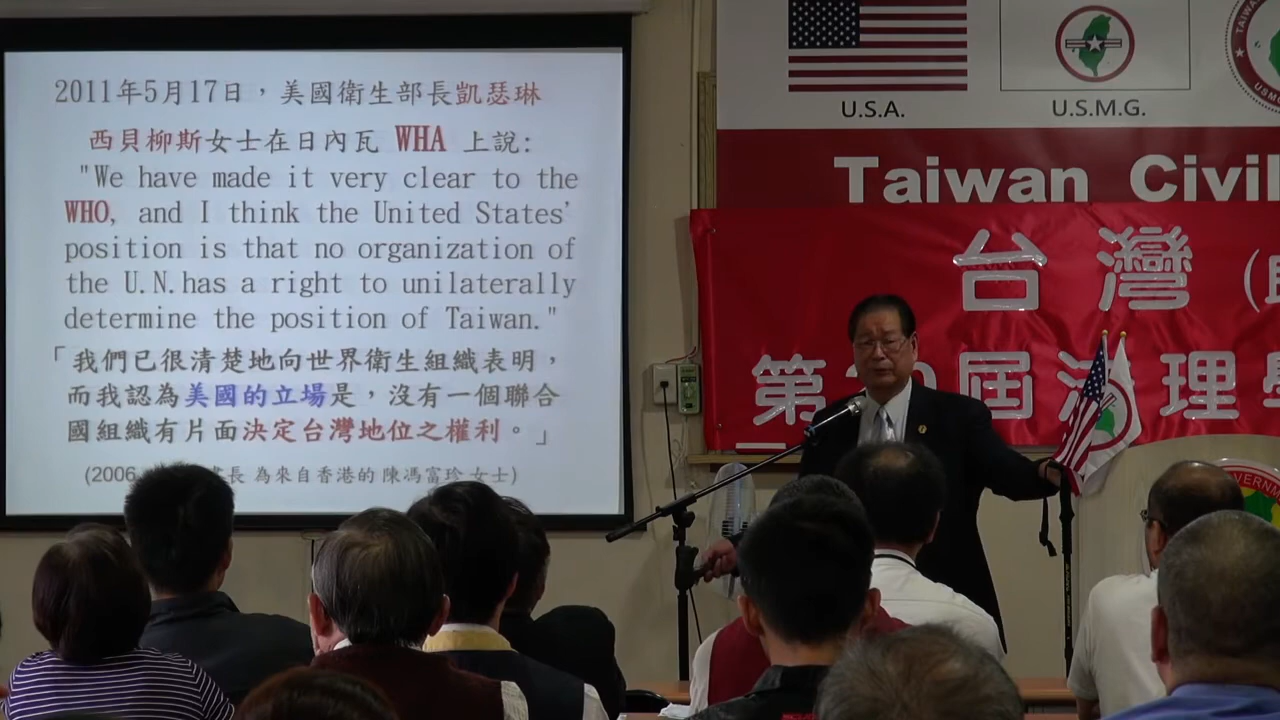 2011年5月17日，美國衛生部長凱瑟琳
西貝柳斯女士在日內瓦 WHA 上說:
"We have made it very clear to the
WHO, and I think the United States'
position is that no organization of
the U.N.has a right to unilaterally
determine the position of Taiwan."
「我們已很清楚地向世界衛生組織表明，
而我認為美國的立場是，沒有一個聯合
國組織有片面決定台灣地位之權利。」
(2006 長 為來自香港的 陳馮富珍 女士)
U.S.A.
U.S.M.G.
Taiwan Civil
台灣 (
第 屆法理學